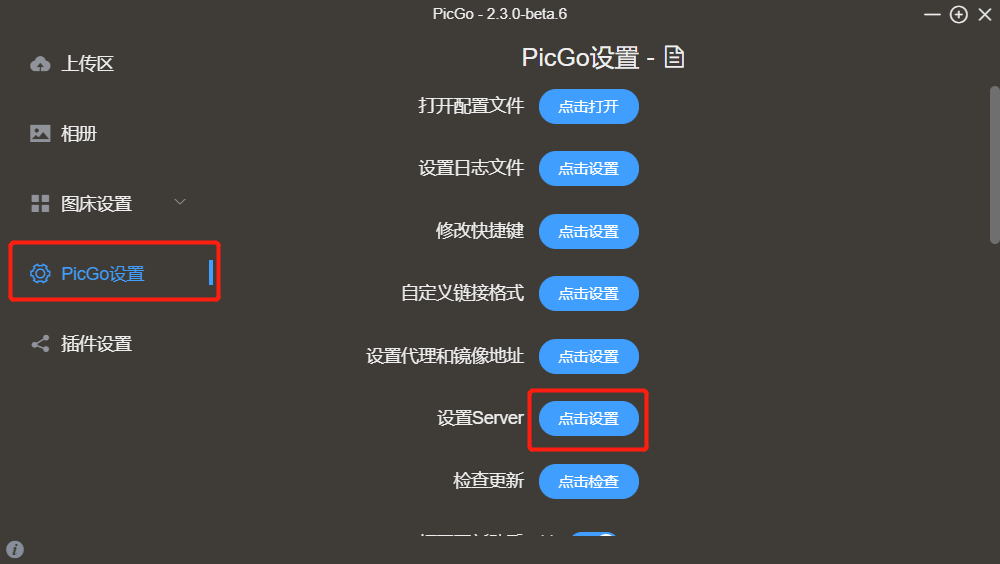 PicGo - 2.3.0-beta.6
上传区
相册
图床设置
PicGo设置
插件设置
PicGo设置 -
打开配置文件 点击打开
设置日志文件 点击设置
修改快捷键 点击设置
自定义链接格式 点击设置
设置代理和镜像地址 点击设置
设置Server 点击设置
检查更新 点击检查